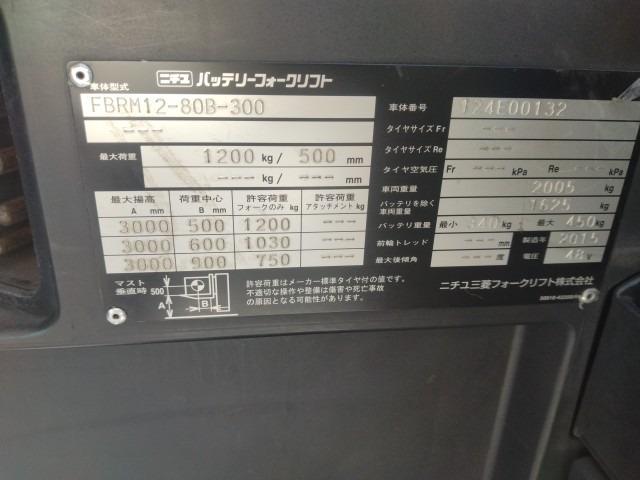 ニチユ バッテリーフォークリフト
車体型式
FBRM12-80B-300
---
最大荷重 1200 kg/ 500 mm
--- kg/ --- mm
最大揚高 A mm 荷重中心 B mm 許容荷重 フォークのみ kg 許容荷重 アタッチメント kg
3000 500 1200 ---
3000 600 1030 ---
3000 900 750 ---
マスト垂直時 500 A B
許容荷重はメーカー標準タイヤ付の値です。
不適切な操作や整備は傷害や死亡事故
の原因となる可能性があります。
車体番号 124E00132
タイヤサイズ Fr ---
タイヤサイズ Re ---
タイヤ空気圧 Fr --- kPa Re --- kPa
車両重量 2005 kg
バッテリを除く車両重量 1625 kg
バッテリ重量 最小 340 kg 最大 450 kg
前輪トレッド --- mm 製造年 2015
最大後傾角 --- 度 電圧 48 V
ニチユ三菱フォークリフト株式会社